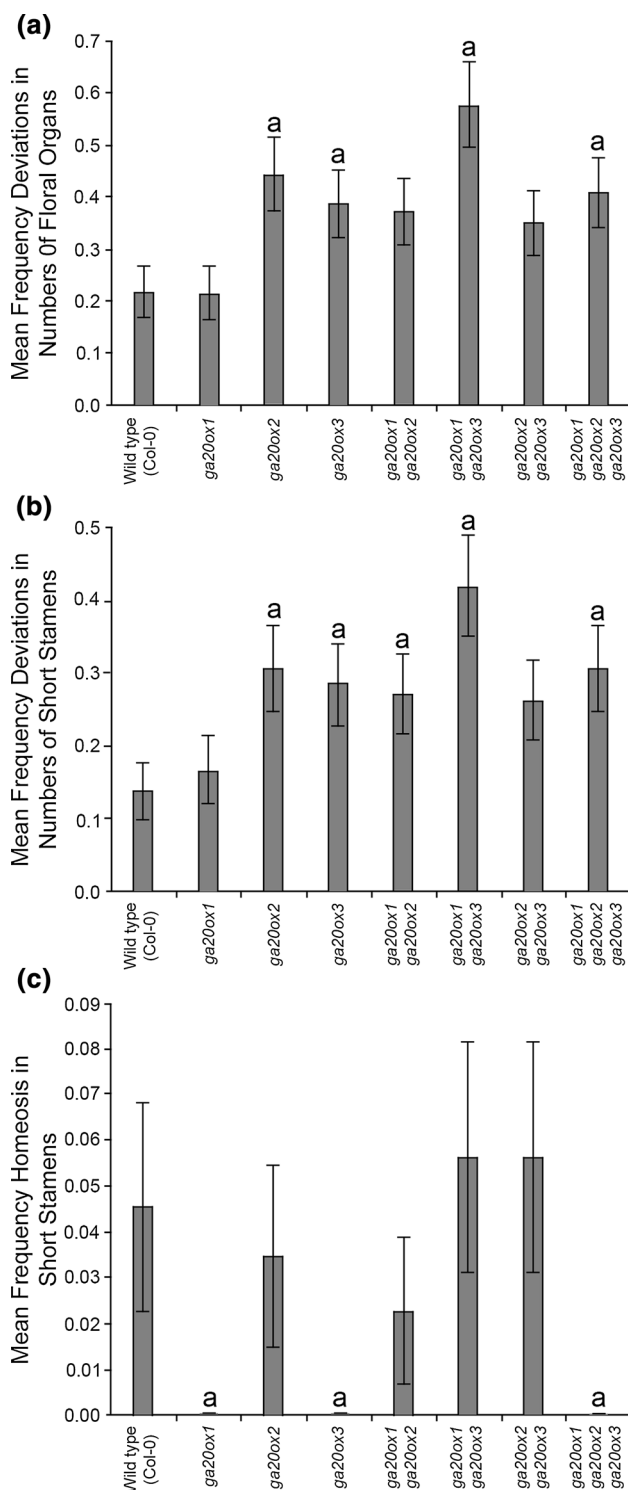 (a)
Mean Frequency Deviations in
Numbers 0f Floral Organs
0.7
0.6
0.5
0.4
0.3
0.2
0.1
0.0
a
a
a
a
Wild type
(Col-0)
ga20ox1
ga20ox2
ga20ox3
ga20ox1
ga20ox2
ga20ox1
ga20ox3
ga20ox2
ga20ox3
ga20ox1
ga20ox2
ga20ox3
(b)
Mean Frequency Deviations in
Numbers of Short Stamens
0.5
0.4
0.3
0.2
0.1
0.0
a
a
a
a
a
Wild type
(Col-0)
ga20ox1
ga20ox2
ga20ox3
ga20ox1
ga20ox2
ga20ox1
ga20ox3
ga20ox2
ga20ox3
ga20ox1
ga20ox2
ga20ox3
(c)
Mean Frequency Homeosis in
Short Stamens
0.09
0.08
0.07
0.06
0.05
0.04
0.03
0.02
0.01
0.00
a
a
a
Wild type
(Col-0)
ga20ox1
ga20ox2
ga20ox3
ga20ox1
ga20ox2
ga20ox1
ga20ox3
ga20ox2
ga20ox3
ga20ox1
ga20ox2
ga20ox3